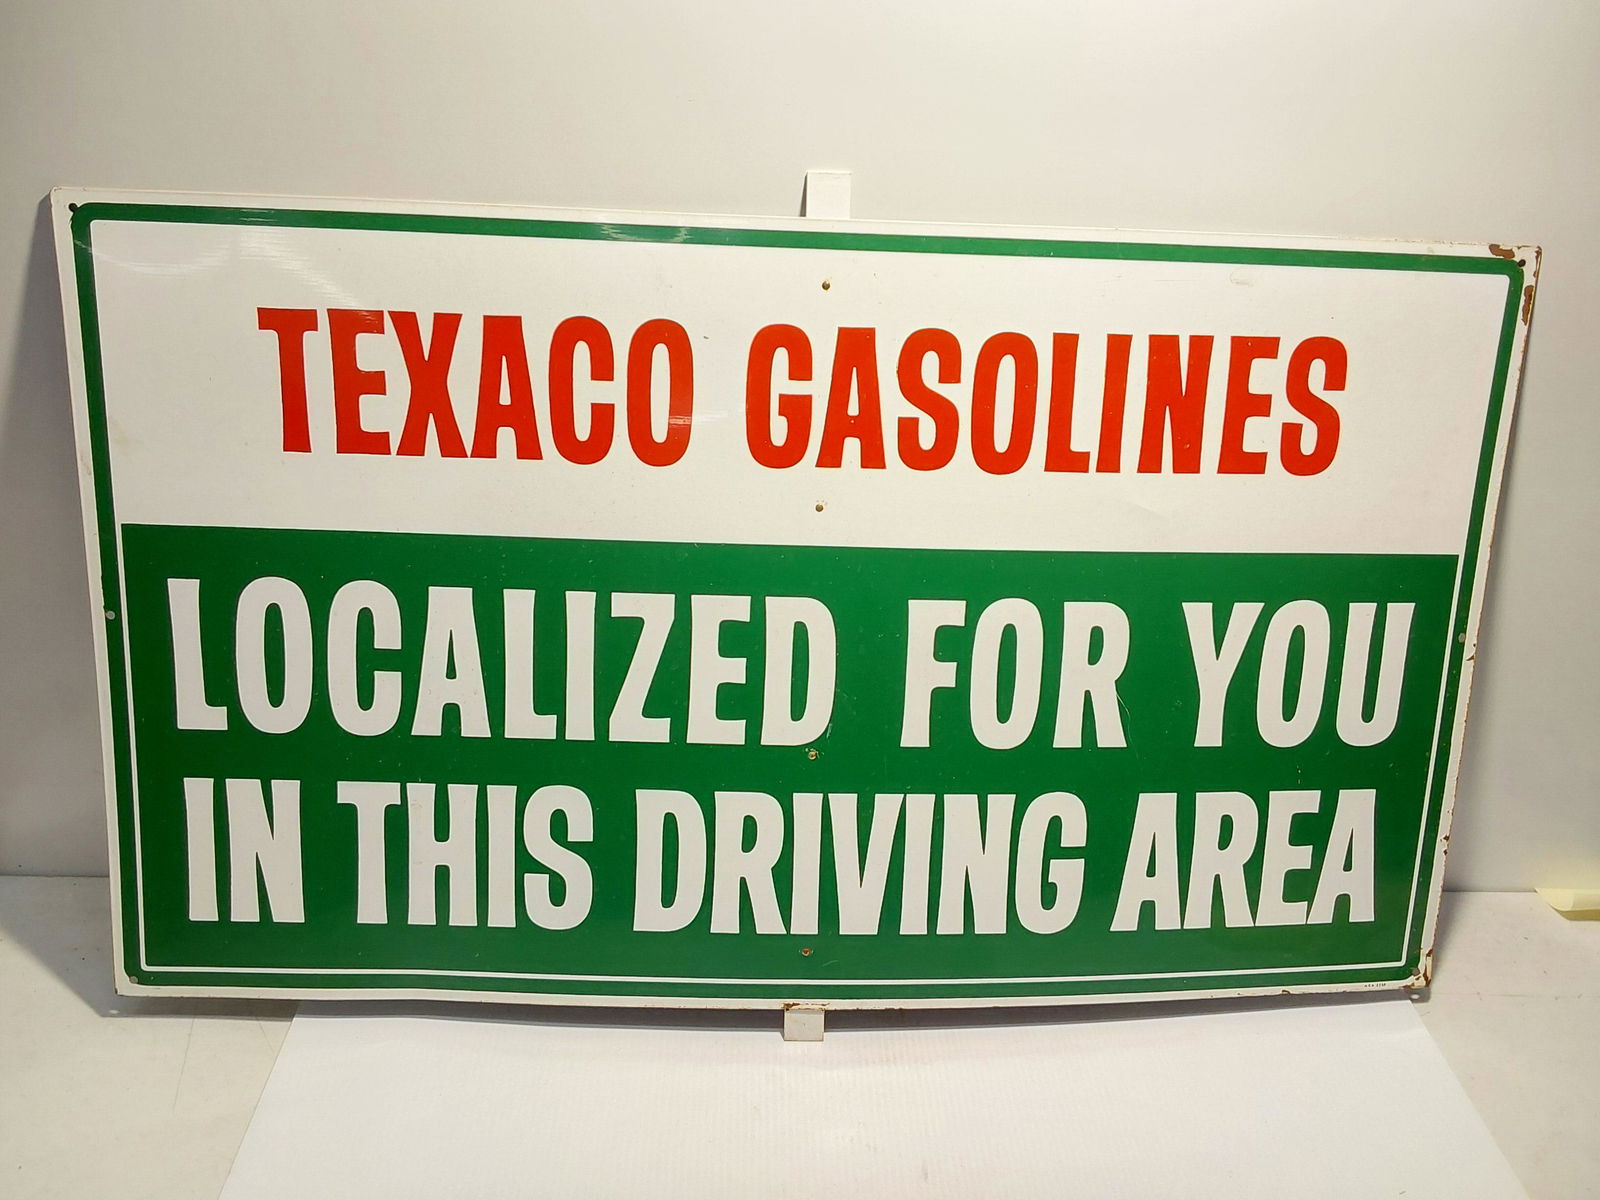 TEXACO GASOLINES
LOCALIZED FOR YOU
IN THIS DRIVING AREA